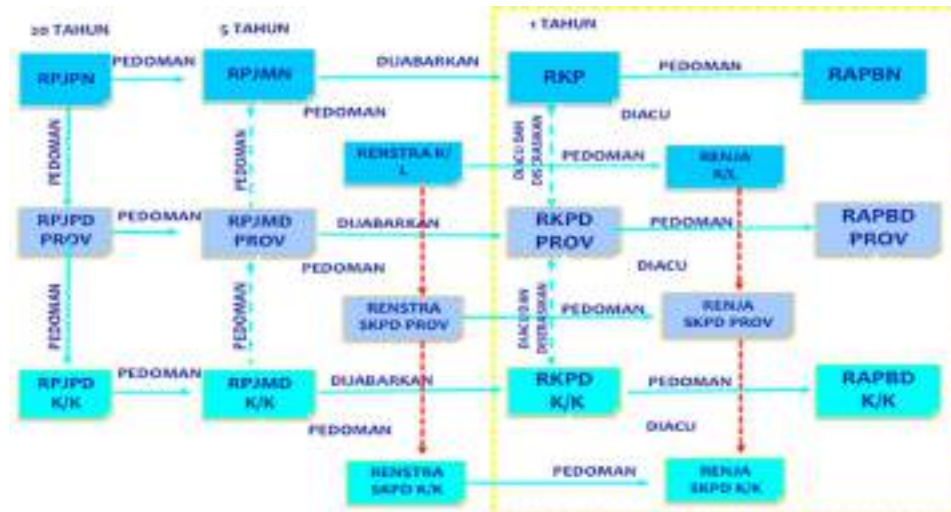 20 TAHUN
5 TAHUN
1 TAHUN
RPJPN
PEDOMAN
RPJMN
DIJABARKAN
RKP
PEDOMAN
RAPBN
PEDOMAN
DIACU
PEDOMAN
PEDOMAN
DIACU DAN
DISERASIKAN
RENSTRA K/
L
PEDOMAN
RENJA
K/L
RPJPD
PROV
PEDOMAN
RPJMD
PROV
DIJABARKAN
RKPD
PROV
PEDOMAN
RAPBD
PROV
PEDOMAN
DIACU
PEDOMAN
PEDOMAN
DIACU DAN
DISERASIKAN
RENSTRA
SKPD PROV
PEDOMAN
RENJA
SKPD PROV
RPJPD
K/K
PEDOMAN
RPJMD
K/K
DIJABARKAN
RKPD
K/K
PEDOMAN
RAPBD
K/K
PEDOMAN
DIACU
RENSTRA
SKPD K/K
PEDOMAN
RENJA
SKPD K/K